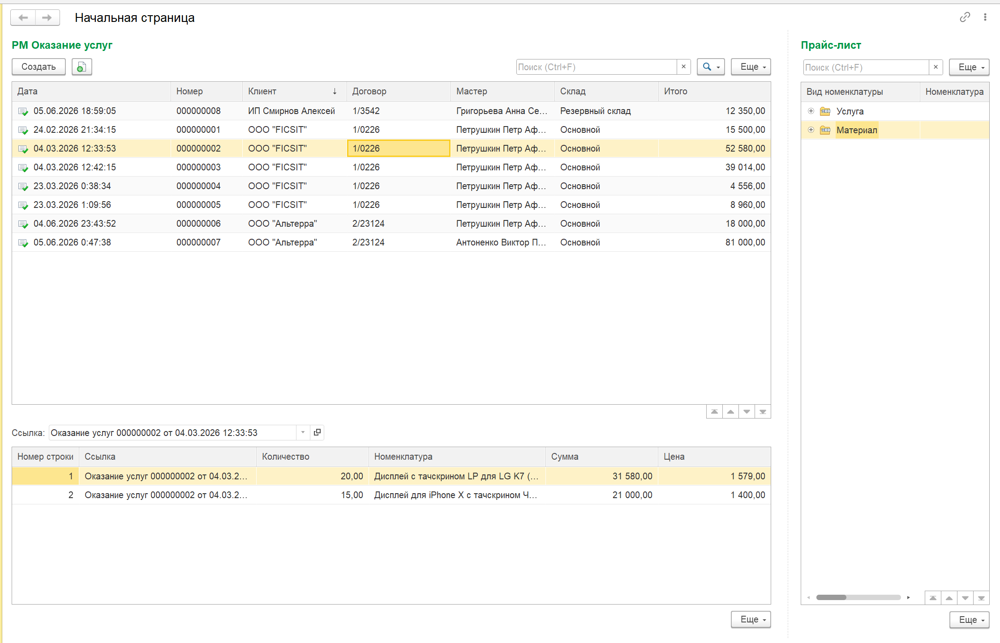 Начальная страница
РМ Оказание услуг
Создать
Поиск (Ctrl+F)
×
Еще
Дата Номер Клиент ↓ Договор Мастер Склад Итого
05.06.2026 18:59:05 000000008 ИП Смирнов Алексей 1/3542 Григорьева Анна Се... Резервный склад 12 350,00
24.02.2026 21:34:15 000000001 ООО "FICSIT" 1/0226 Петрушкин Петр Аф... Основной 15 500,00
04.03.2026 12:33:53 000000002 ООО "FICSIT" 1/0226 Петрушкин Петр Аф... Основной 52 580,00
04.03.2026 12:42:15 000000003 ООО "FICSIT" 1/0226 Петрушкин Петр Аф... Основной 39 014,00
23.03.2026 0:38:34 000000004 ООО "FICSIT" 1/0226 Петрушкин Петр Аф... Основной 4 556,00
23.03.2026 1:09:56 000000005 ООО "FICSIT" 1/0226 Петрушкин Петр Аф... Основной 8 960,00
04.06.2026 23:43:52 000000006 ООО "Альтерра" 2/23124 Петрушкин Петр Аф... Основной 18 000,00
05.06.2026 0:47:38 000000007 ООО "Альтерра" 2/23124 Антоненко Виктор П... Основной 81 000,00
Ссылка: Оказание услуг 000000002 от 04.03.2026 12:33:53
Номер строки Ссылка Количество Номенклатура Сумма Цена
1 Оказание услуг 000000002 от 04.03.2... 20,00 Дисплей с тачскрином LP для LG K7 (... 31 580,00 1 579,00
2 Оказание услуг 000000002 от 04.03.2... 15,00 Дисплей для iPhone X с тачскрином Ч... 21 000,00 1 400,00
Еще
Прайс-лист
Поиск (Ctrl+F)
×
Еще
Вид номенклатуры Номенклатура
Услуга
Материал
Еще